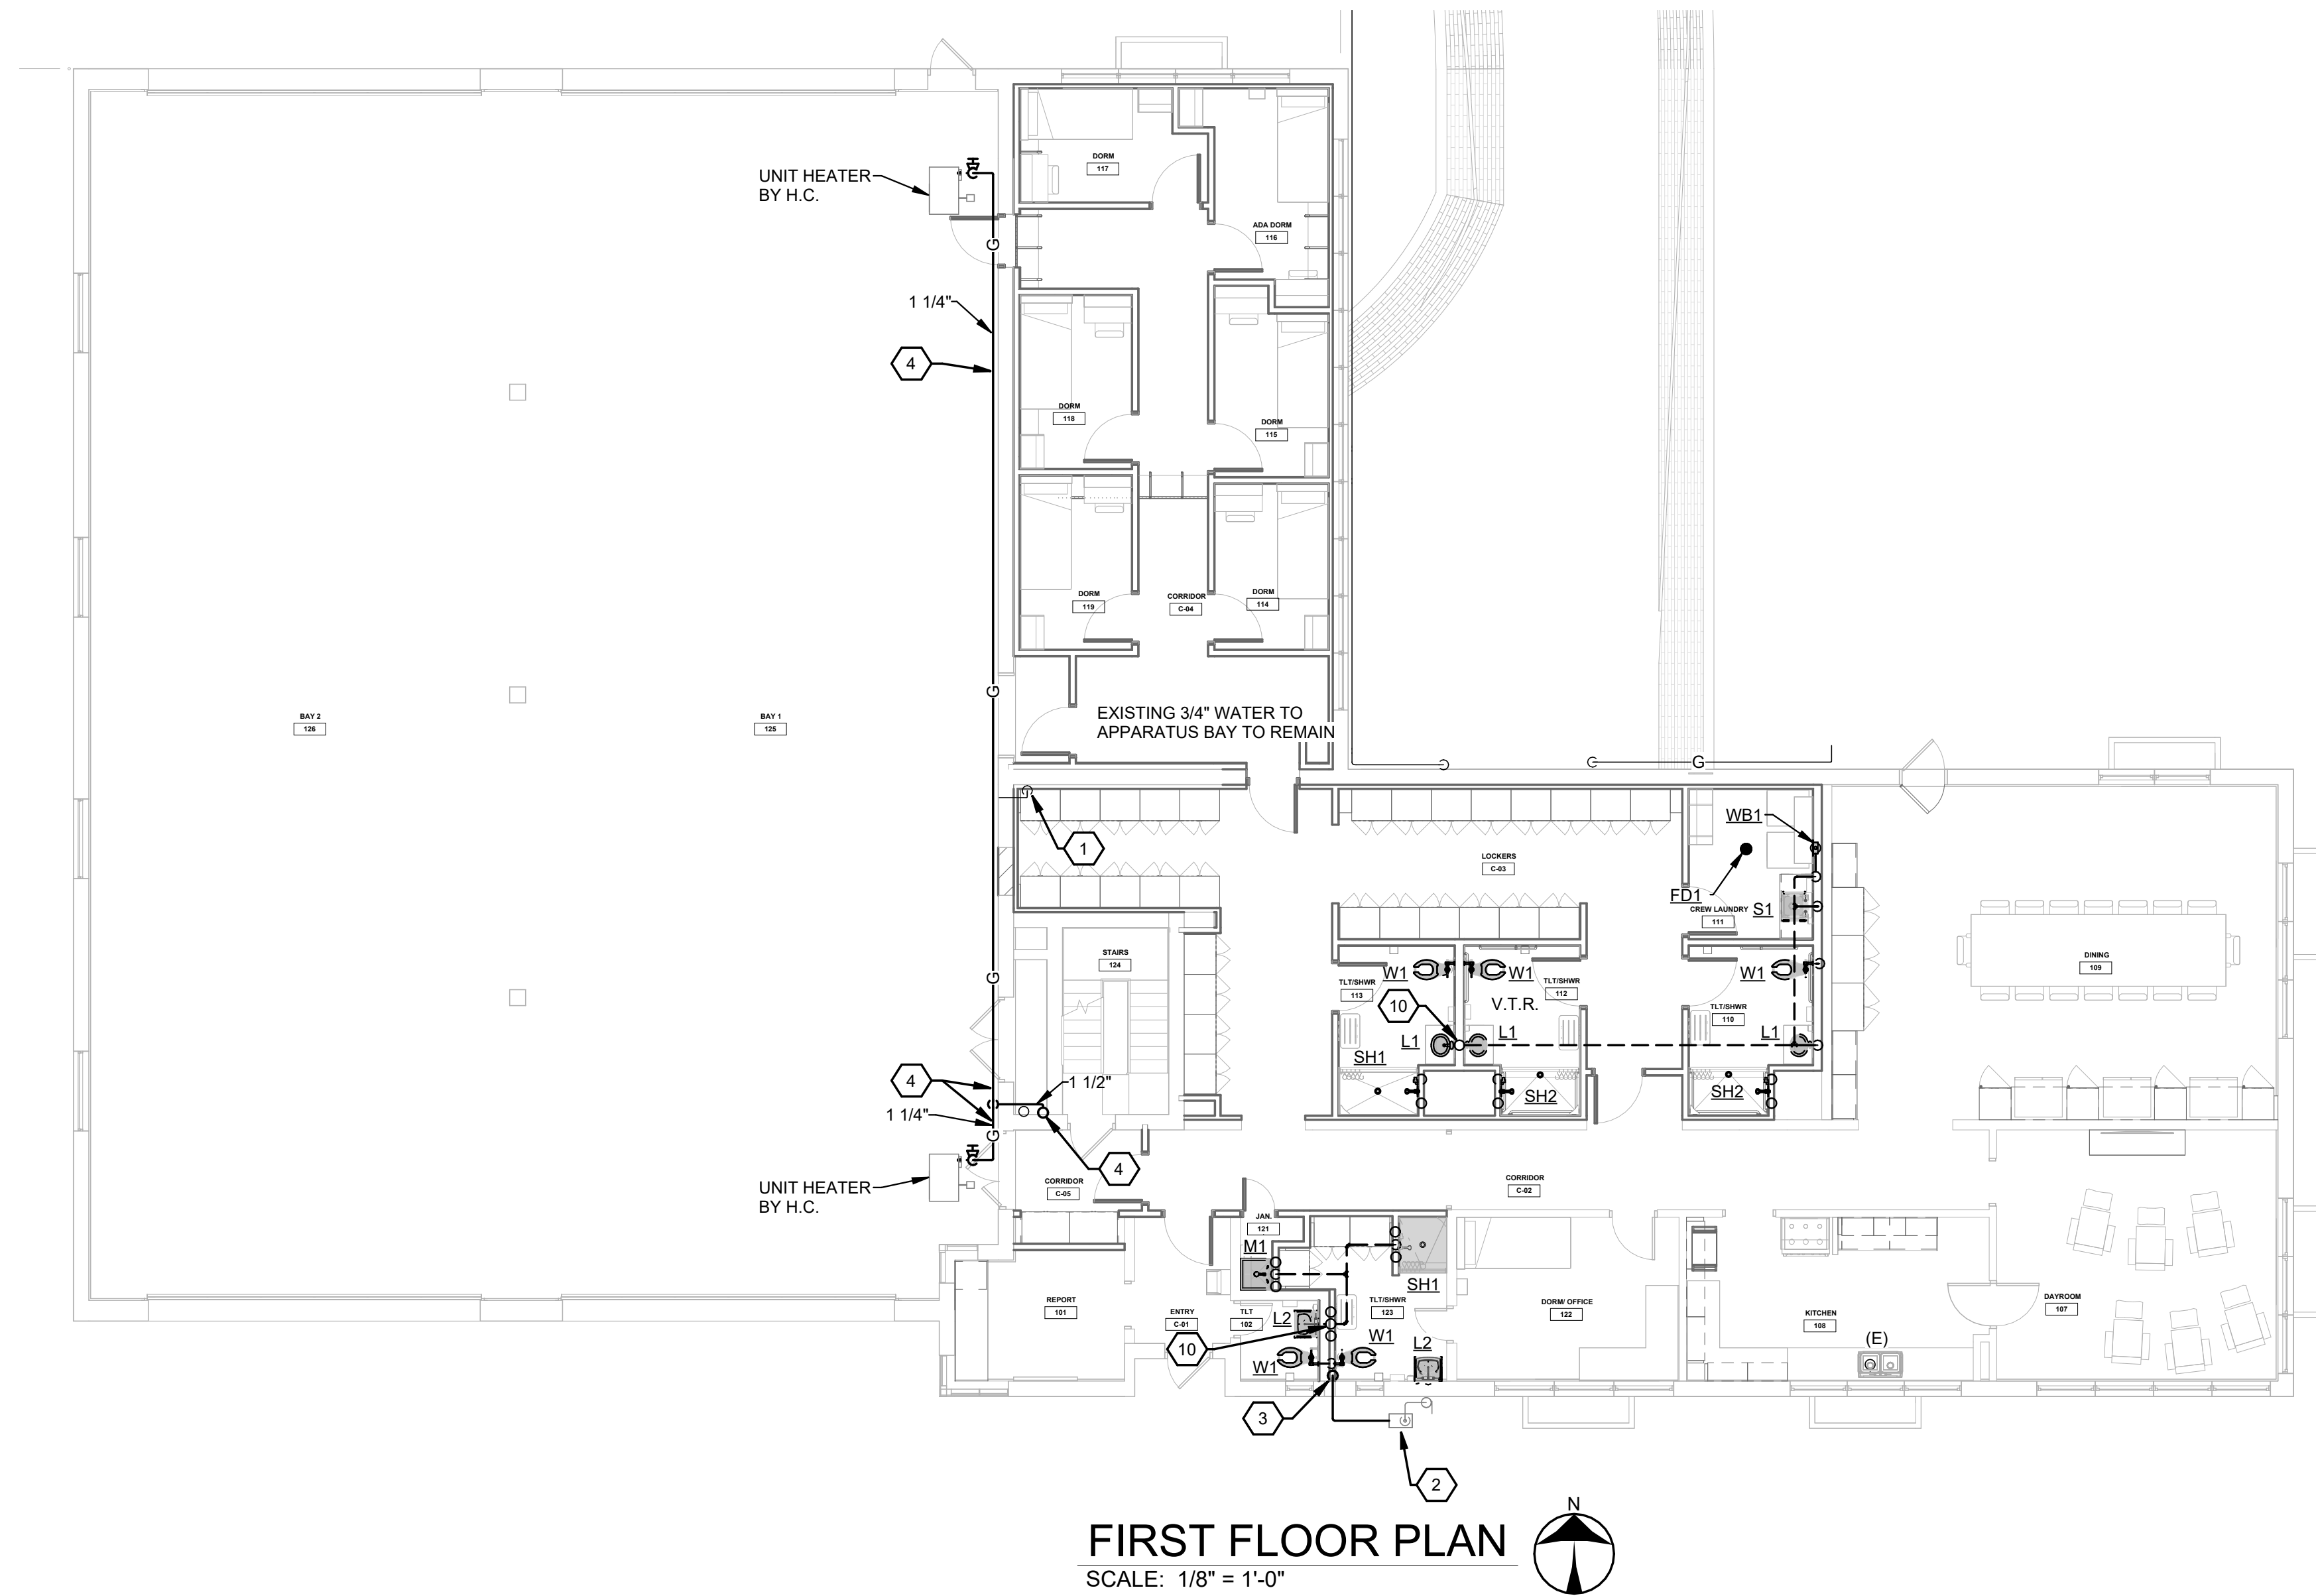 DORM
117
UNIT HEATER
BY H.C.
ADA DORM
116
G
1 1/4"
4
DORM
118
DORM
115
DORM
119
CORRIDOR
C-04
DORM
114
G
EXISTING 3/4" WATER TO
APPARATUS BAY TO REMAIN
BAY 2
126
BAY 1
125
G
WB1
1
LOCKERS
C-03
FD1
S1
CREW LAUNDRY
111
STAIRS
124
DINING
109
G
W1
W1
W1
TLT/SHWR
113
TLT/SHWR
112
10
V.T.R.
TLT/SHWR
110
L1
L1
L1
SH1
4
1 1/2"
SH2
SH2
1 1/4"
G
4
UNIT HEATER
BY H.C.
CORRIDOR
C-05
CORRIDOR
C-02
JAN.
121
M1
SH1
REPORT
101
ENTRY
C-01
TLT
102
L2
TLT/SHWR
123
DORM/ OFFICE
122
KITCHEN
108
DAYROOM
107
10
W1
W1
L2
(E)
3
2
N
FIRST FLOOR PLAN
SCALE: 1/8" = 1'-0"